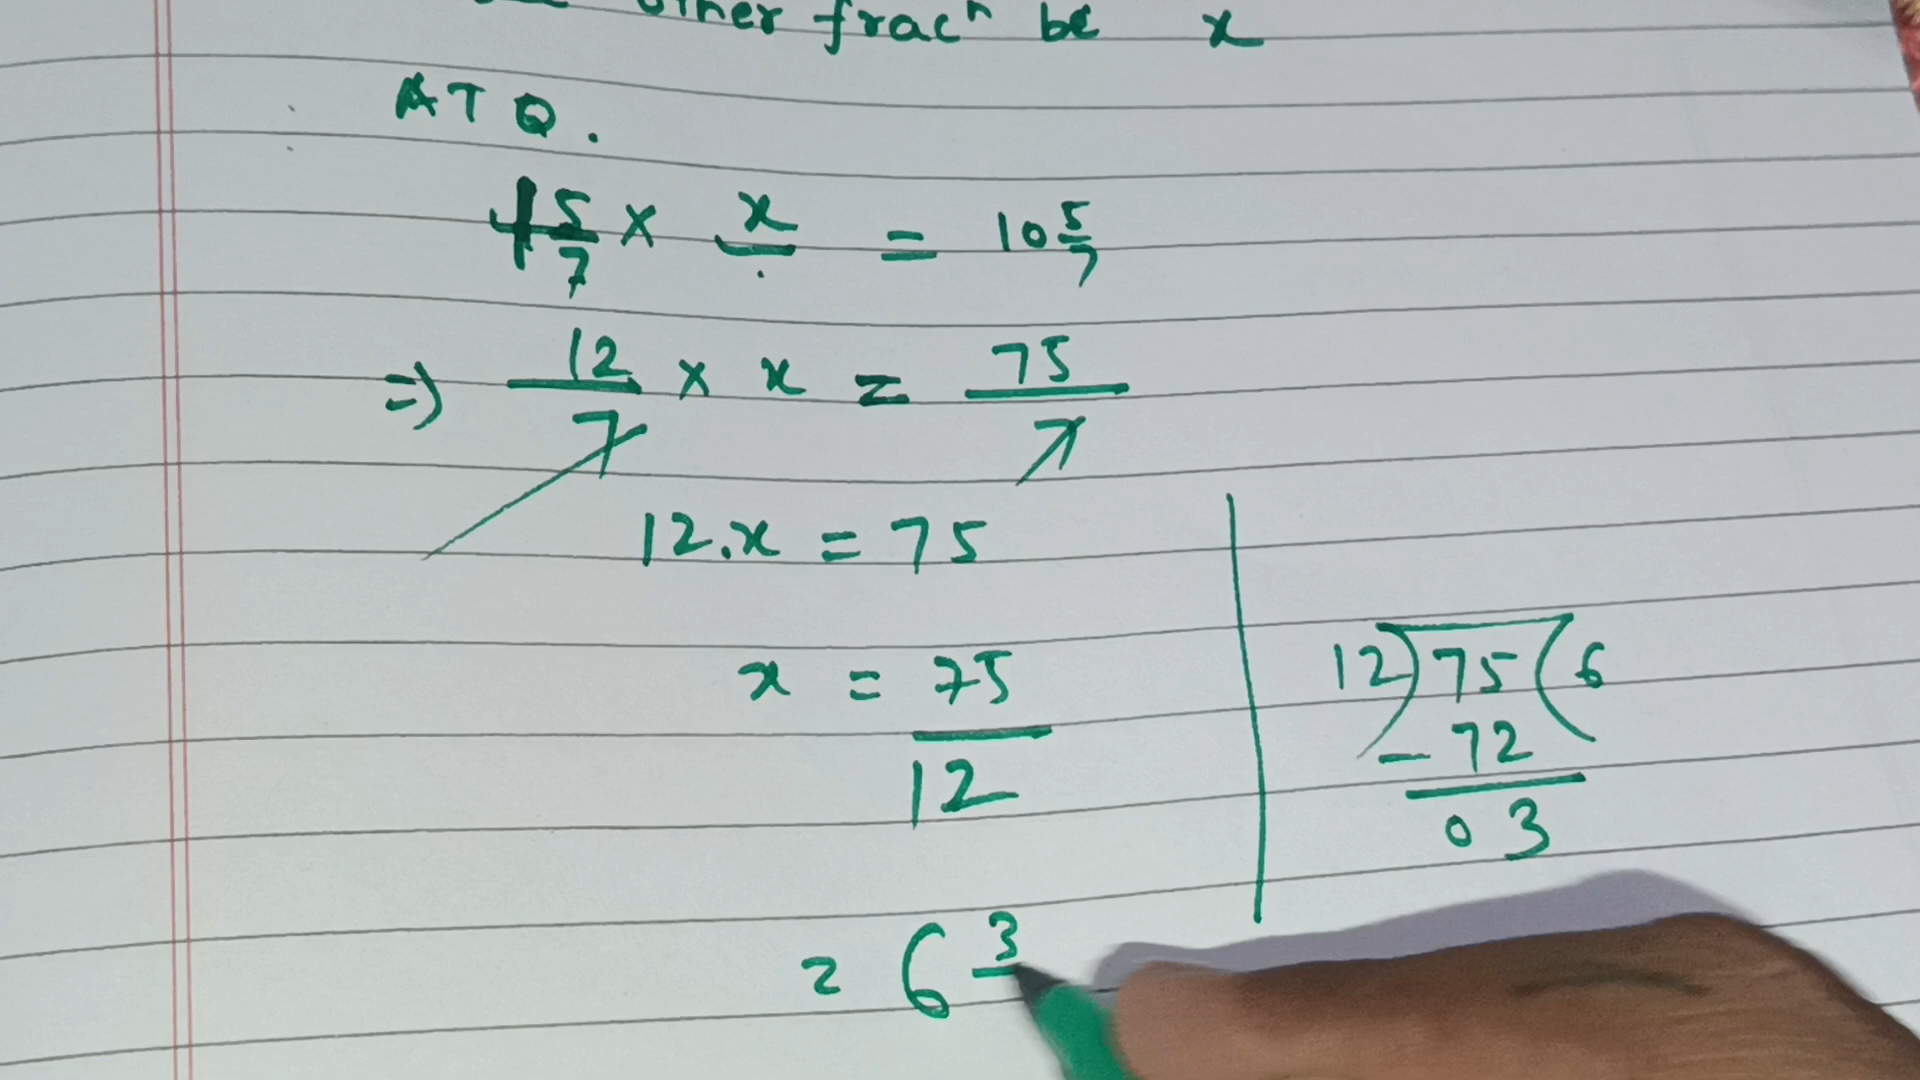 other fracⁿ be x
ATQ.
1 5/7 × x/. = 10 5/7
=) 12/7 × x = 75/7
12.x = 75
x = 75/12
12)75(6
- 72
03
= 6 3/